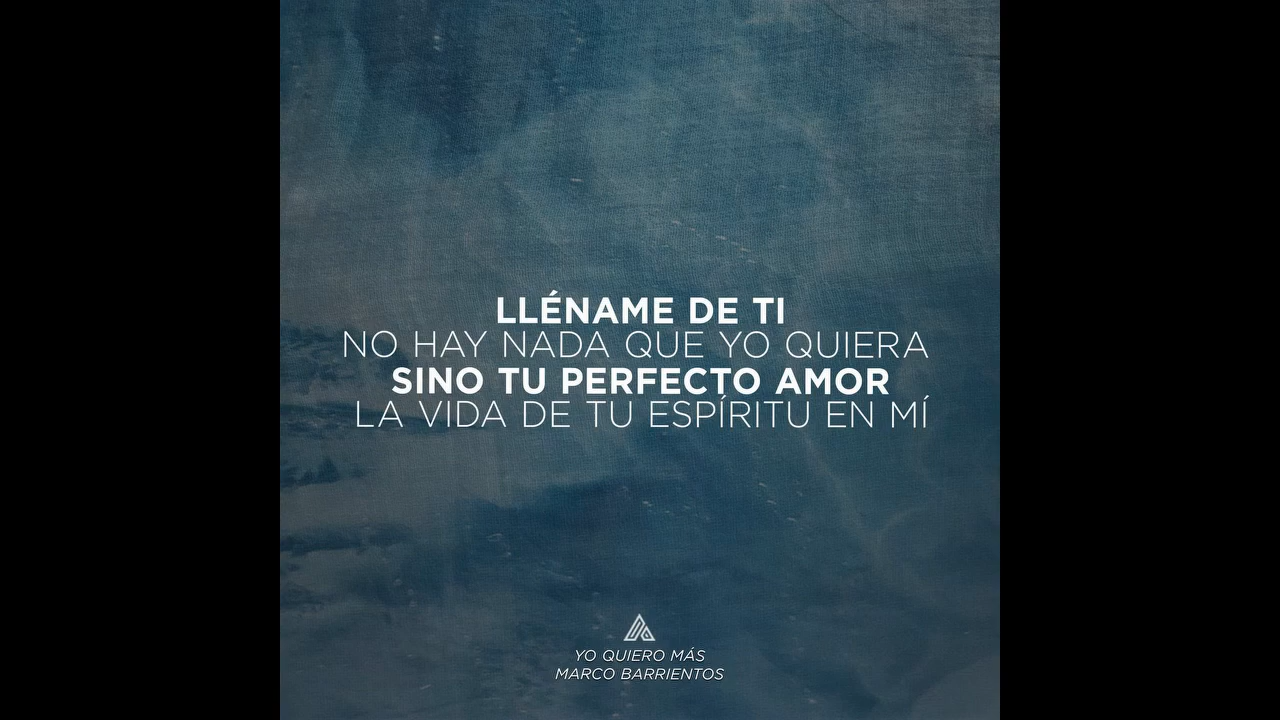 LLÉNAME DE TI
NO HAY NADA QUE YO QUIERA
SINO TU PERFECTO AMOR
LA VIDA DE TU ESPÍRITU EN MÍ
YO QUIERO MÁS
MARCO BARRIENTOS